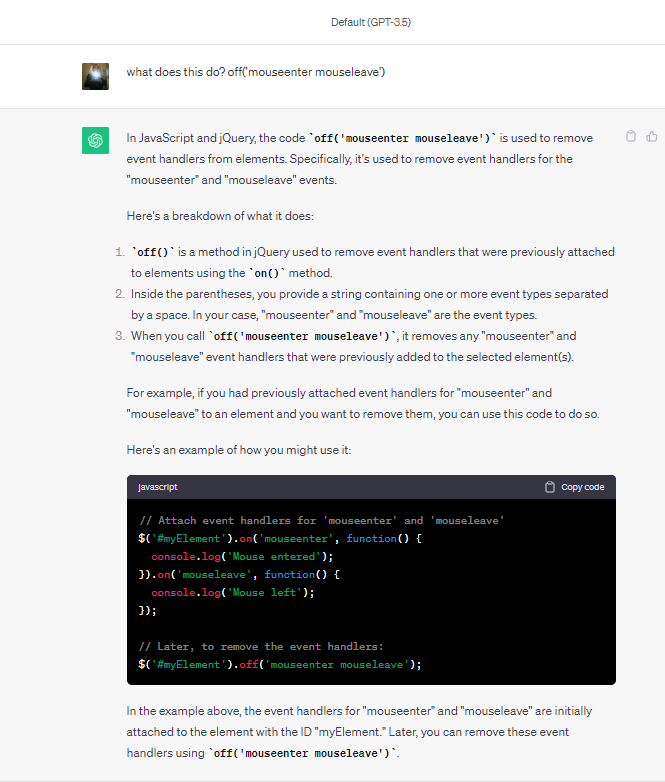 Default (GPT-3.5)
what does this do? off('mouseenter mouseleave')
In JavaScript and jQuery, the code `off('mouseenter mouseleave')` is used to remove
event handlers from elements. Specifically, it's used to remove event handlers for the
"mouseenter" and "mouseleave" events.
Here's a breakdown of what it does:
1. `off()` is a method in jQuery used to remove event handlers that were previously attached
to elements using the `on()` method.
2. Inside the parentheses, you provide a string containing one or more event types separated
by a space. In your case, "mouseenter" and "mouseleave" are the event types.
3. When you call `off('mouseenter mouseleave')`, it removes any "mouseenter" and
"mouseleave" event handlers that were previously added to the selected element(s).
For example, if you had previously attached event handlers for "mouseenter" and
"mouseleave" to an element and you want to remove them, you can use this code to do so.
Here's an example of how you might use it:
javascript
Copy code
// Attach event handlers for 'mouseenter' and 'mouseleave'
$('#myElement').on('mouseenter', function() {
  console.log('Mouse entered');
}).on('mouseleave', function() {
  console.log('Mouse left');
});
// Later, to remove the event handlers:
$('#myElement').off('mouseenter mouseleave');
In the example above, the event handlers for "mouseenter" and "mouseleave" are initially
attached to the element with the ID "myElement." Later, you can remove these event
handlers using `off('mouseenter mouseleave')`.